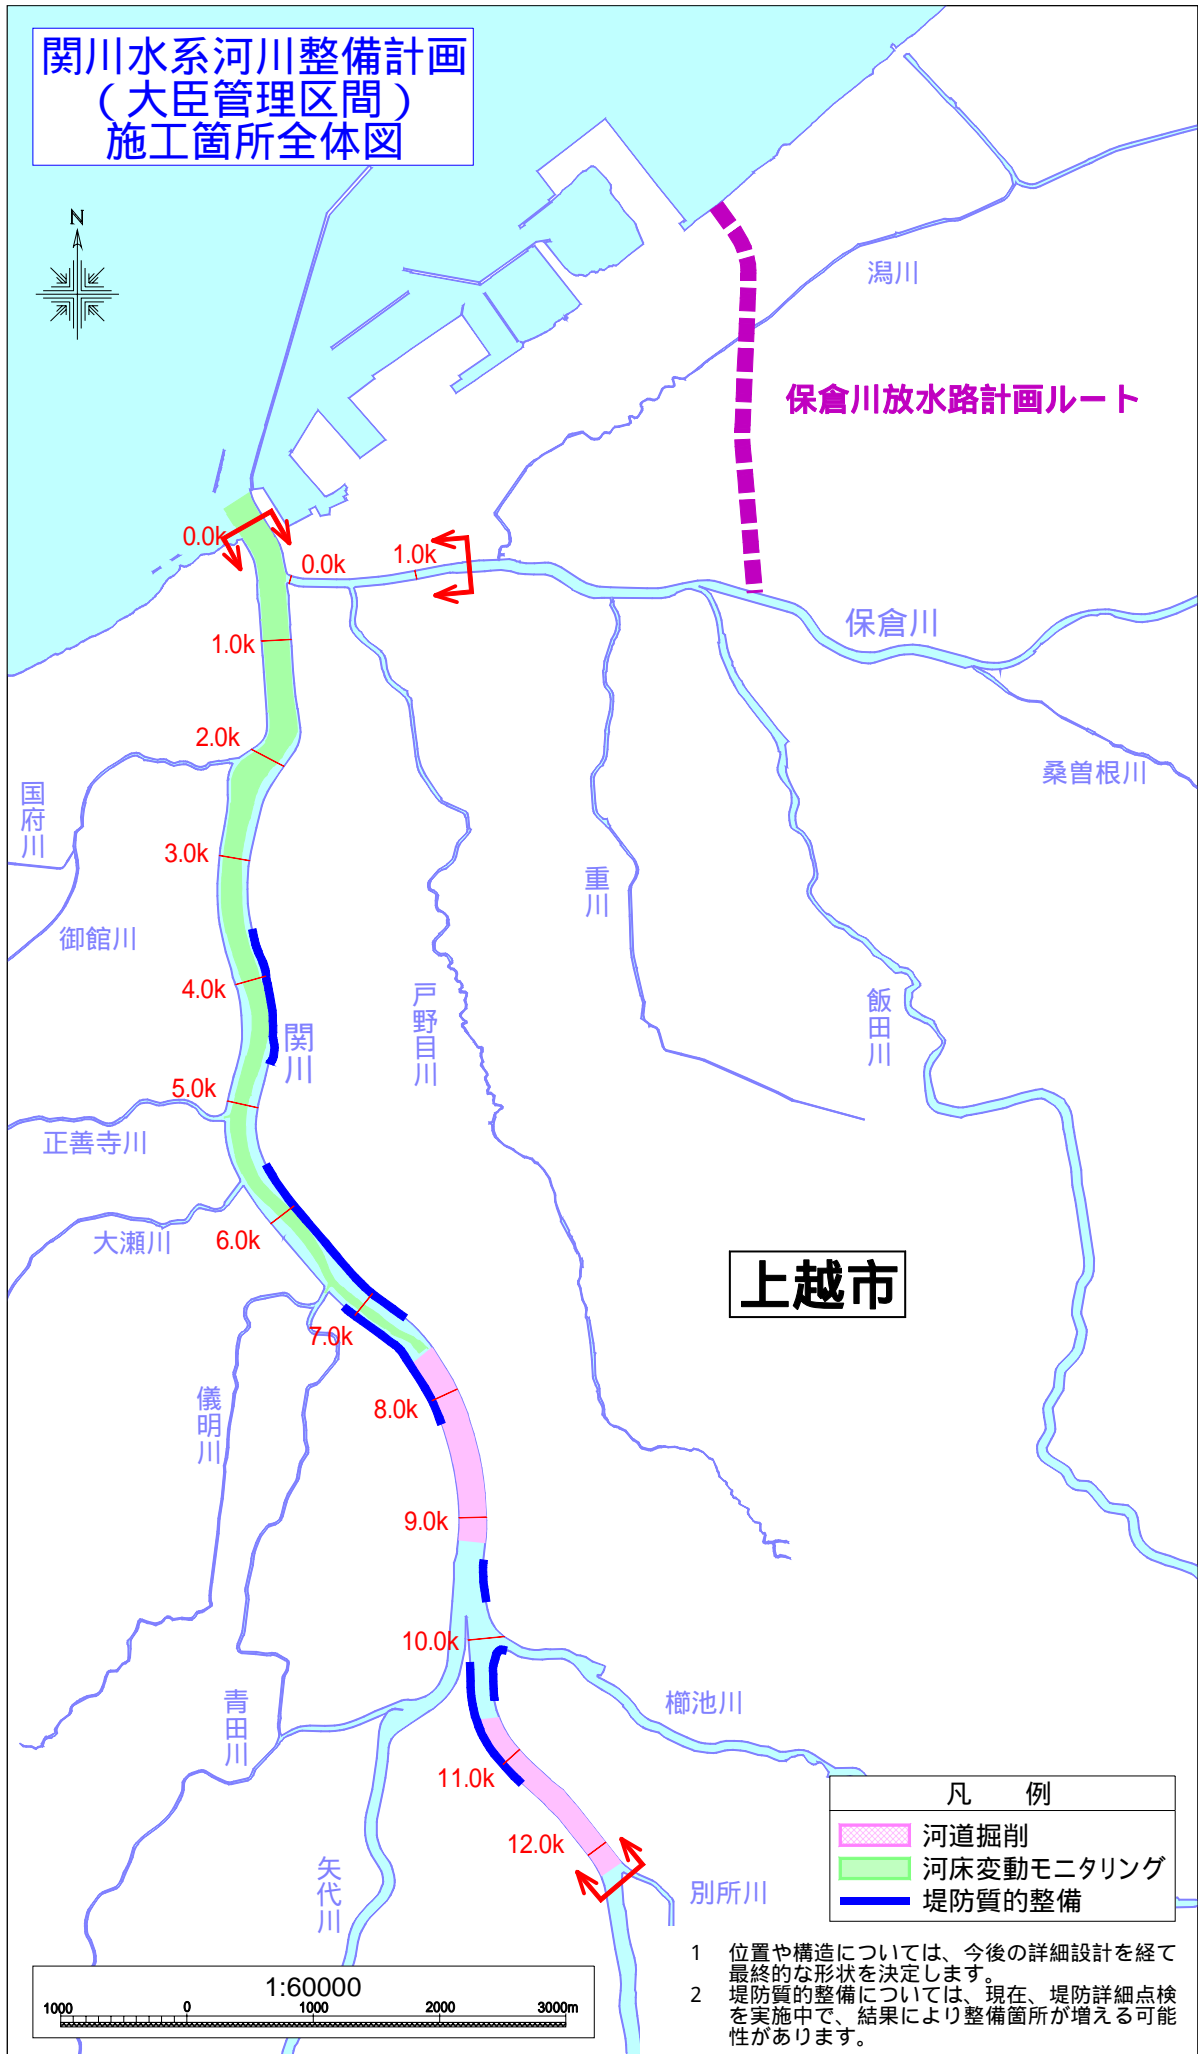 関川水系河川整備計画
（大臣管理区間）
施工箇所全体図
N
潟川
保倉川放水路計画ルート
0.0k
0.0k
1.0k
保倉川
1.0k
2.0k
桑曽根川
国府川
3.0k
重川
御館川
4.0k
戸野目川
飯田川
関川
5.0k
正善寺川
大瀬川
6.0k
上越市
7.0k
儀明川
8.0k
9.0k
10.0k
青田川
櫛池川
11.0k
12.0k
矢代川
別所川
凡　例
河道掘削
河床変動モニタリング
堤防質的整備
1 位置や構造については、今後の詳細設計を経て
最終的な形状を決定します。
2 堤防質的整備については、現在、堤防詳細点検
を実施中で、結果により整備箇所が増える可能
性があります。
1:60000
1000 0 1000 2000 3000m